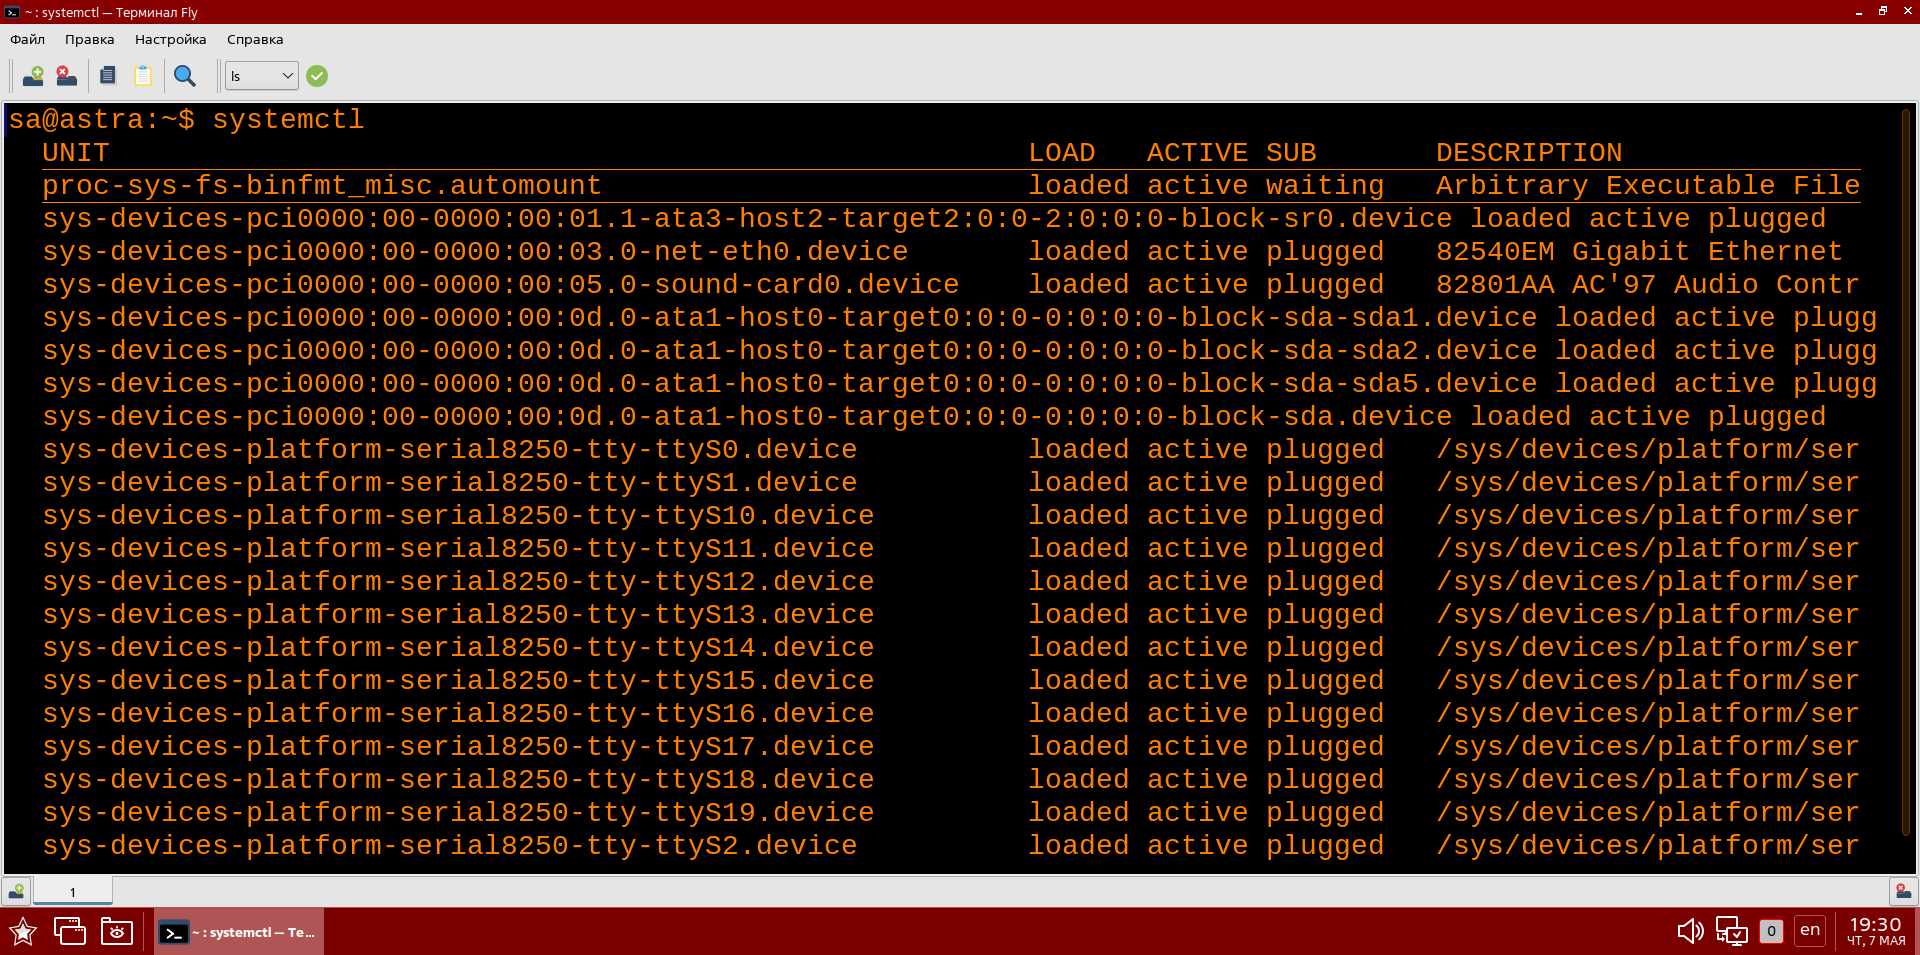 ~ : systemctl — Терминал Fly
Файл Правка Настройка Справка
ls
sa@astra:~$ systemctl
UNIT LOAD ACTIVE SUB DESCRIPTION
proc-sys-fs-binfmt_misc.automount loaded active waiting Arbitrary Executable File
sys-devices-pci0000:00-0000:00:01.1-ata3-host2-target2:0:0-2:0:0:0-block-sr0.device loaded active plugged
sys-devices-pci0000:00-0000:00:03.0-net-eth0.device loaded active plugged 82540EM Gigabit Ethernet
sys-devices-pci0000:00-0000:00:05.0-sound-card0.device loaded active plugged 82801AA AC'97 Audio Contr
sys-devices-pci0000:00-0000:00:0d.0-ata1-host0-target0:0:0-0:0:0:0-block-sda-sda1.device loaded active plugg
sys-devices-pci0000:00-0000:00:0d.0-ata1-host0-target0:0:0-0:0:0:0-block-sda-sda2.device loaded active plugg
sys-devices-pci0000:00-0000:00:0d.0-ata1-host0-target0:0:0-0:0:0:0-block-sda-sda5.device loaded active plugg
sys-devices-pci0000:00-0000:00:0d.0-ata1-host0-target0:0:0-0:0:0:0-block-sda.device loaded active plugged
sys-devices-platform-serial8250-tty-ttyS0.device loaded active plugged /sys/devices/platform/ser
sys-devices-platform-serial8250-tty-ttyS1.device loaded active plugged /sys/devices/platform/ser
sys-devices-platform-serial8250-tty-ttyS10.device loaded active plugged /sys/devices/platform/ser
sys-devices-platform-serial8250-tty-ttyS11.device loaded active plugged /sys/devices/platform/ser
sys-devices-platform-serial8250-tty-ttyS12.device loaded active plugged /sys/devices/platform/ser
sys-devices-platform-serial8250-tty-ttyS13.device loaded active plugged /sys/devices/platform/ser
sys-devices-platform-serial8250-tty-ttyS14.device loaded active plugged /sys/devices/platform/ser
sys-devices-platform-serial8250-tty-ttyS15.device loaded active plugged /sys/devices/platform/ser
sys-devices-platform-serial8250-tty-ttyS16.device loaded active plugged /sys/devices/platform/ser
sys-devices-platform-serial8250-tty-ttyS17.device loaded active plugged /sys/devices/platform/ser
sys-devices-platform-serial8250-tty-ttyS18.device loaded active plugged /sys/devices/platform/ser
sys-devices-platform-serial8250-tty-ttyS19.device loaded active plugged /sys/devices/platform/ser
sys-devices-platform-serial8250-tty-ttyS2.device loaded active plugged /sys/devices/platform/ser
1
~ : systemctl — Те...
0
en
19:30
ЧТ, 7 МАЯ